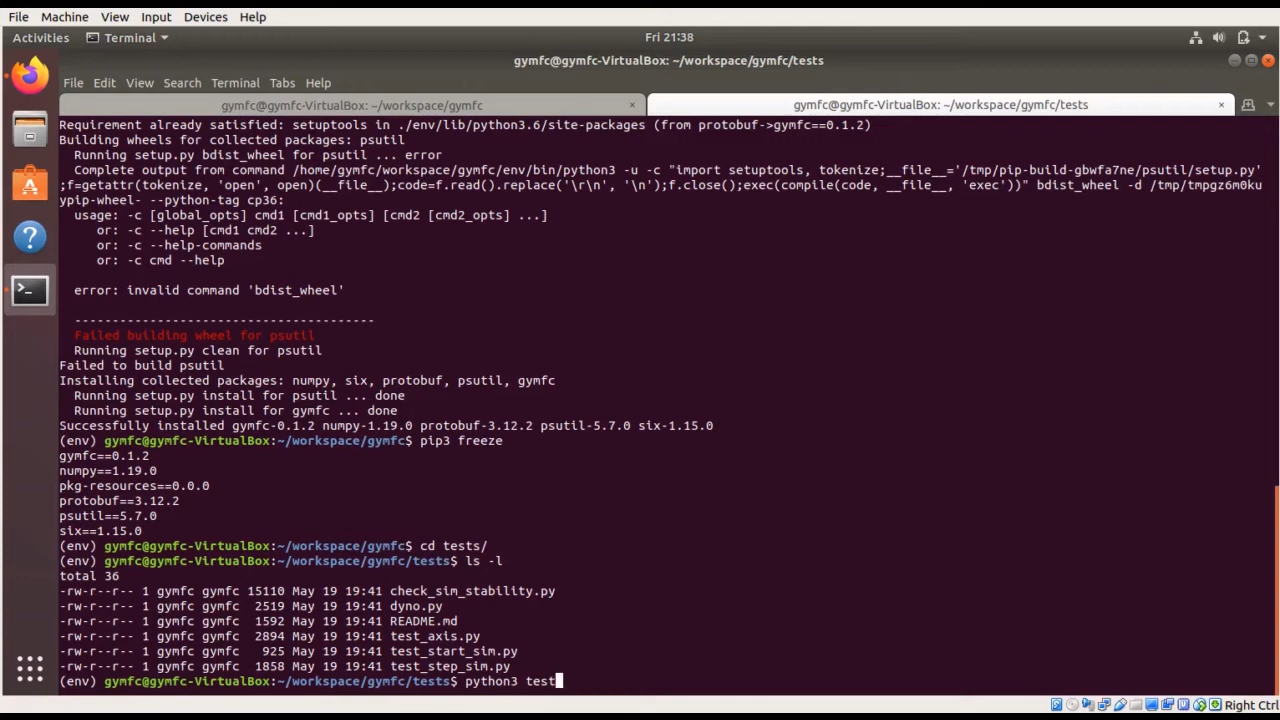 File Machine View Input Devices Help
Activities Terminal Fri 21:38
gymfc@gymfc-VirtualBox: ~/workspace/gymfc/tests
File Edit View Search Terminal Tabs Help
gymfc@gymfc-VirtualBox: ~/workspace/gymfc × gymfc@gymfc-VirtualBox: ~/workspace/gymfc/tests ×
Requirement already satisfied: setuptools in ./env/lib/python3.6/site-packages (from protobuf->gymfc==0.1.2)
Building wheels for collected packages: psutil
  Running setup.py bdist_wheel for psutil ... error
  Complete output from command /home/gymfc/workspace/gymfc/env/bin/python3 -u -c "import setuptools, tokenize;__file__='/tmp/pip-build-gbwfa7ne/psutil/setup.py'
;f=getattr(tokenize, 'open', open)(__file__);code=f.read().replace('\r\n', '\n');f.close();exec(compile(code, __file__, 'exec'))" bdist_wheel -d /tmp/tmpgz6m0ku
ypip-wheel- --python-tag cp36:
  usage: -c [global_opts] cmd1 [cmd1_opts] [cmd2 [cmd2_opts] ...]
     or: -c --help [cmd1 cmd2 ...]
     or: -c --help-commands
     or: -c cmd --help
  error: invalid command 'bdist_wheel'
  ----------------------------------------
  Failed building wheel for psutil
  Running setup.py clean for psutil
Failed to build psutil
Installing collected packages: numpy, six, protobuf, psutil, gymfc
  Running setup.py install for psutil ... done
  Running setup.py install for gymfc ... done
Successfully installed gymfc-0.1.2 numpy-1.19.0 protobuf-3.12.2 psutil-5.7.0 six-1.15.0
(env) gymfc@gymfc-VirtualBox:~/workspace/gymfc$ pip3 freeze
gymfc==0.1.2
numpy==1.19.0
pkg-resources==0.0.0
protobuf==3.12.2
psutil==5.7.0
six==1.15.0
(env) gymfc@gymfc-VirtualBox:~/workspace/gymfc$ cd tests/
(env) gymfc@gymfc-VirtualBox:~/workspace/gymfc/tests$ ls -l
total 36
-rw-r--r-- 1 gymfc gymfc 15110 May 19 19:41 check_sim_stability.py
-rw-r--r-- 1 gymfc gymfc  2519 May 19 19:41 dyno.py
-rw-r--r-- 1 gymfc gymfc  1592 May 19 19:41 README.md
-rw-r--r-- 1 gymfc gymfc  2894 May 19 19:41 test_axis.py
-rw-r--r-- 1 gymfc gymfc   925 May 19 19:41 test_start_sim.py
-rw-r--r-- 1 gymfc gymfc  1858 May 19 19:41 test_step_sim.py
(env) gymfc@gymfc-VirtualBox:~/workspace/gymfc/tests$ python3 test
Right Ctrl